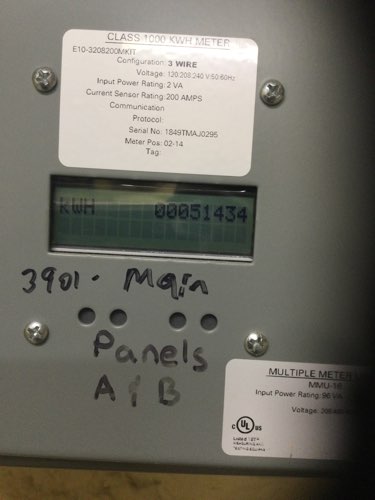 CLASS 1000 KWH METER
E10-3208200MKIT
Configuration: 3 WIRE
Voltage: 120,208,240 V:50/60Hz
Input Power Rating: 2 VA
Current Sensor Rating: 200 AMPS
Communication
Protocol:
Serial No: 1849TMAJ0295
Meter Pos: 02-14
Tag:
kWH 00051434
3901. Main
Panels
A & B
MULTIPLE METER
MMU-16
Input Power Rating: 96 VA
Voltage:
C UL US